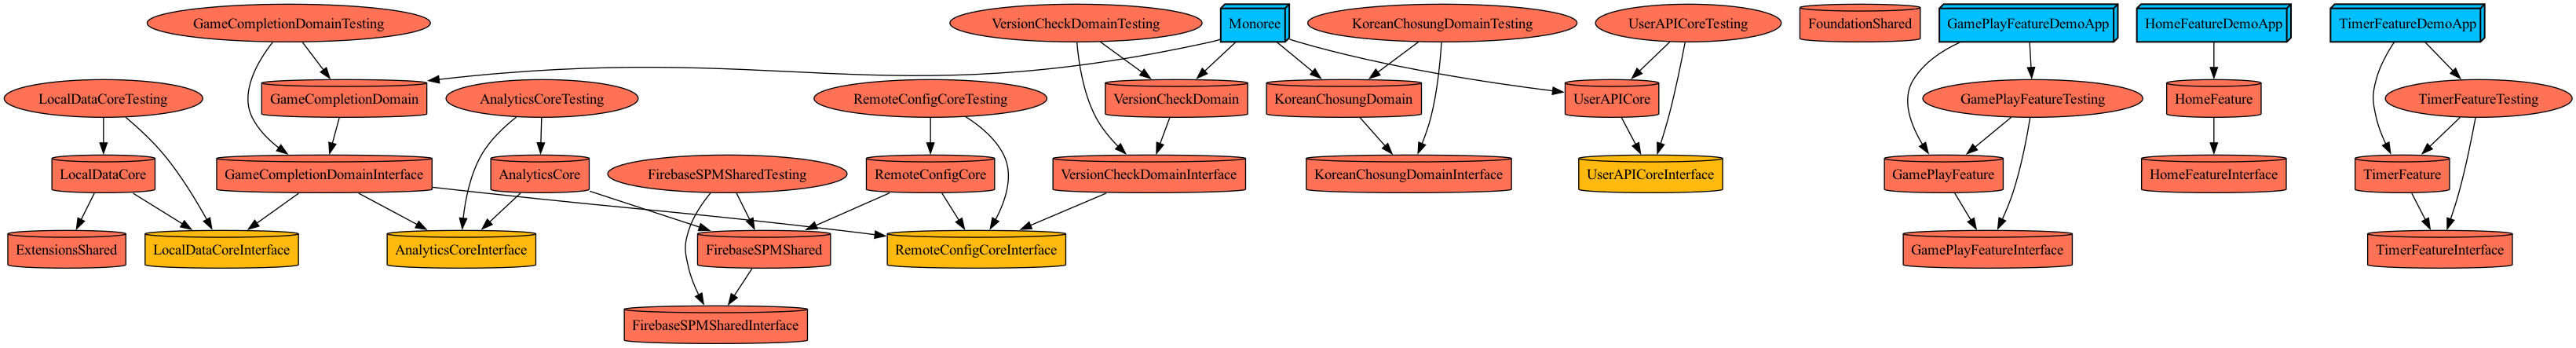 GameCompletionDomainTesting
VersionCheckDomainTesting
Monoree
KoreanChosungDomainTesting
UserAPICoreTesting
FoundationShared
GamePlayFeatureDemoApp
HomeFeatureDemoApp
TimerFeatureDemoApp
LocalDataCoreTesting
GameCompletionDomain
AnalyticsCoreTesting
RemoteConfigCoreTesting
VersionCheckDomain
KoreanChosungDomain
UserAPICore
GamePlayFeatureTesting
HomeFeature
TimerFeatureTesting
LocalDataCore
GameCompletionDomainInterface
AnalyticsCore
FirebaseSPMSharedTesting
RemoteConfigCore
VersionCheckDomainInterface
KoreanChosungDomainInterface
UserAPICoreInterface
GamePlayFeature
HomeFeatureInterface
TimerFeature
ExtensionsShared
LocalDataCoreInterface
AnalyticsCoreInterface
FirebaseSPMShared
RemoteConfigCoreInterface
GamePlayFeatureInterface
TimerFeatureInterface
FirebaseSPMSharedInterface